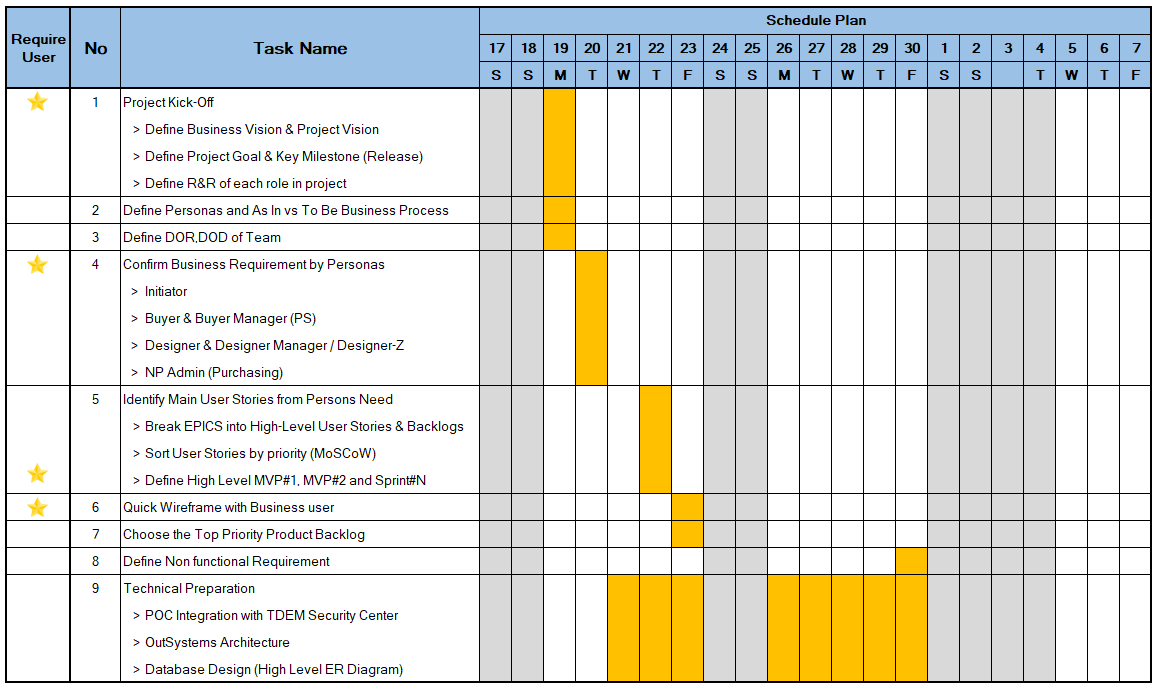 Schedule Plan
Require User
No
Task Name
17 18 19 20 21 22 23 24 25 26 27 28 29 30 1 2 3 4 5 6 7
S S M T W T F S S M T W T F S S T W T F
1 Project Kick-Off
> Define Business Vision & Project Vision
> Define Project Goal & Key Milestone (Release)
> Define R&R of each role in project
2 Define Personas and As In vs To Be Business Process
3 Define DOR,DOD of Team
4 Confirm Business Requirement by Personas
> Initiator
> Buyer & Buyer Manager (PS)
> Designer & Designer Manager / Designer-Z
> NP Admin (Purchasing)
5 Identify Main User Stories from Persons Need
> Break EPICS into High-Level User Stories & Backlogs
> Sort User Stories by priority (MoSCoW)
> Define High Level MVP#1, MVP#2 and Sprint#N
6 Quick Wireframe with Business user
7 Choose the Top Priority Product Backlog
8 Define Non functional Requirement
9 Technical Preparation
> POC Integration with TDEM Security Center
> OutSystems Architecture
> Database Design (High Level ER Diagram)